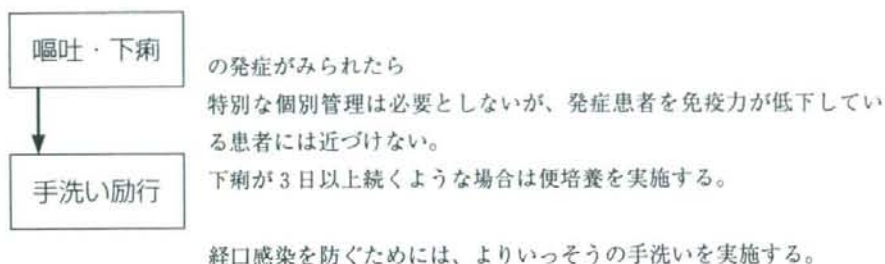 嘔吐・下痢
の発症がみられたら
特別な個別管理は必要としないが、発症患者を免疫力が低下してい
る患者には近づけない。
下痢が3日以上続くような場合は便培養を実施する。
手洗い励行
経口感染を防ぐためには、よりいっそうの手洗いを実施する。